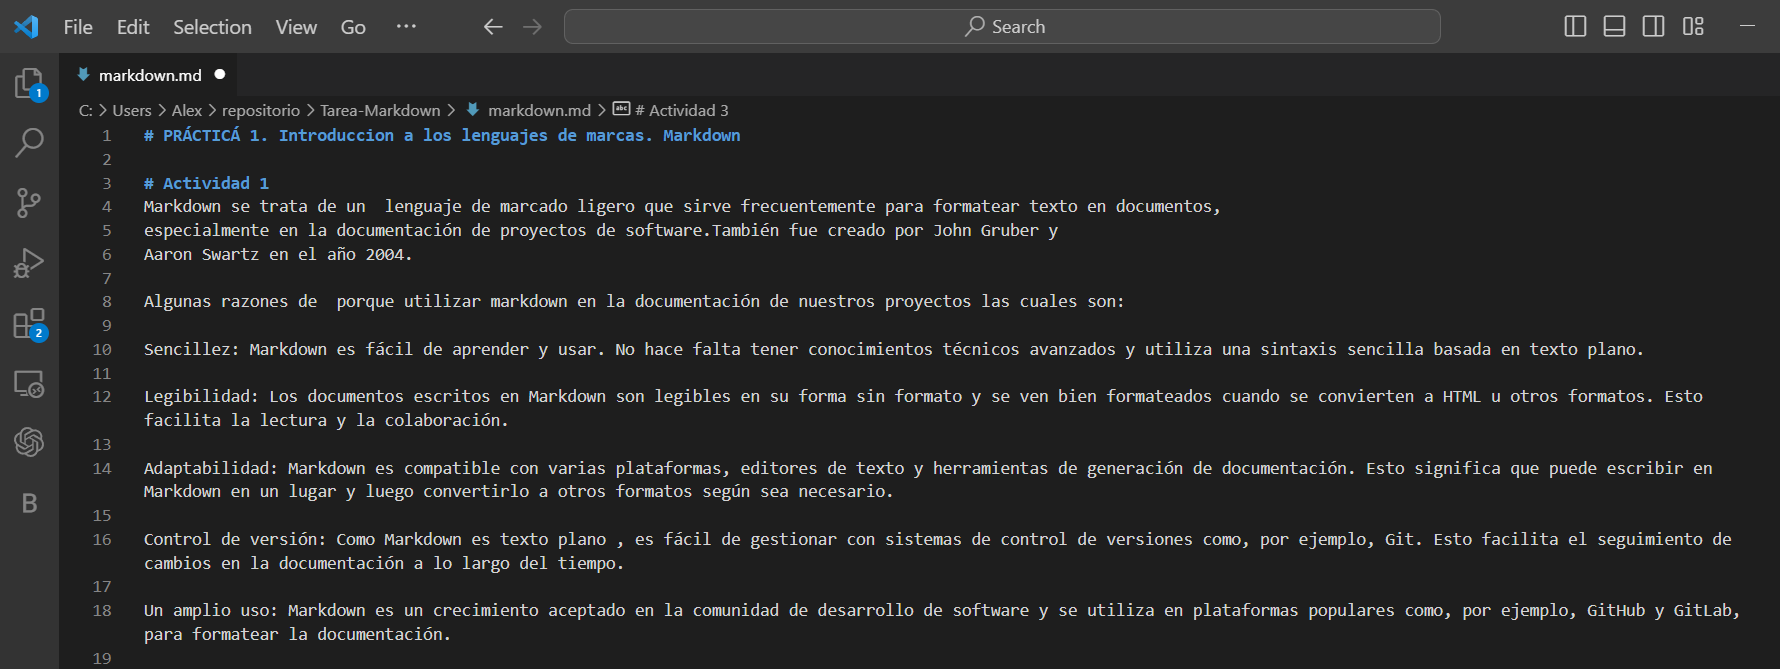 File Edit Selection View Go ··· Search
markdown.md
1
C: > Users > Alex > repositorio > Tarea-Markdown > markdown.md > abc # Actividad 3
1 # PRÁCTICÁ 1. Introduccion a los lenguajes de marcas. Markdown
2
3 # Actividad 1
4 Markdown se trata de un  lenguaje de marcado ligero que sirve frecuentemente para formatear texto en documentos,
5 especialmente en la documentación de proyectos de software.También fue creado por John Gruber y
6 Aaron Swartz en el año 2004.
7
8 Algunas razones de  porque utilizar markdown en la documentación de nuestros proyectos las cuales son:
9
2
10 Sencillez: Markdown es fácil de aprender y usar. No hace falta tener conocimientos técnicos avanzados y utiliza una sintaxis sencilla basada en texto plano.
11
12 Legibilidad: Los documentos escritos en Markdown son legibles en su forma sin formato y se ven bien formateados cuando se convierten a HTML u otros formatos. Esto
facilita la lectura y la colaboración.
13
14 Adaptabilidad: Markdown es compatible con varias plataformas, editores de texto y herramientas de generación de documentación. Esto significa que puede escribir en
Markdown en un lugar y luego convertirlo a otros formatos según sea necesario.
B
15
16 Control de versión: Como Markdown es texto plano , es fácil de gestionar con sistemas de control de versiones como, por ejemplo, Git. Esto facilita el seguimiento de
cambios en la documentación a lo largo del tiempo.
17
18 Un amplio uso: Markdown es un crecimiento aceptado en la comunidad de desarrollo de software y se utiliza en plataformas populares como, por ejemplo, GitHub y GitLab,
para formatear la documentación.
19